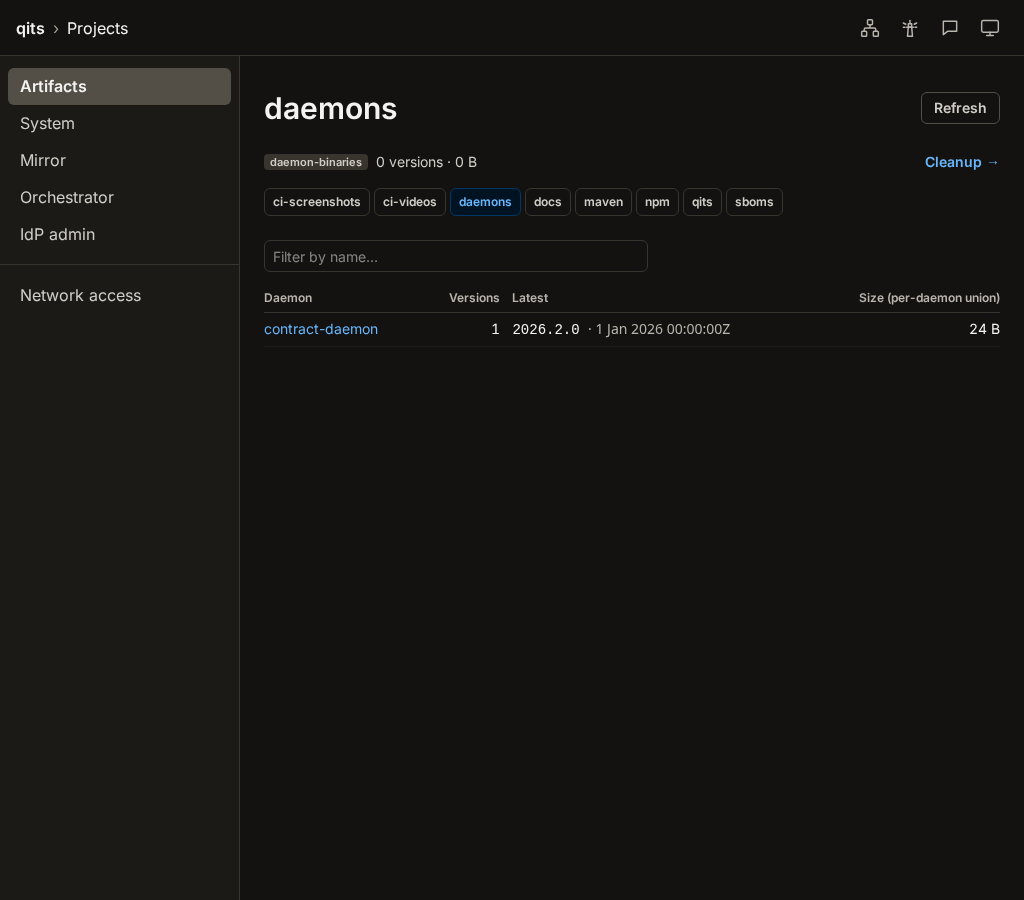 qits › Projects
Artifacts
System
Mirror
Orchestrator
IdP admin
Network access
daemons
Refresh
daemon-binaries 0 versions · 0 B
Cleanup →
ci-screenshots ci-videos daemons docs maven npm qits sboms
Filter by name...
Daemon Versions Latest Size (per-daemon union)
contract-daemon 1 2026.2.0 · 1 Jan 2026 00:00:00Z 24 B